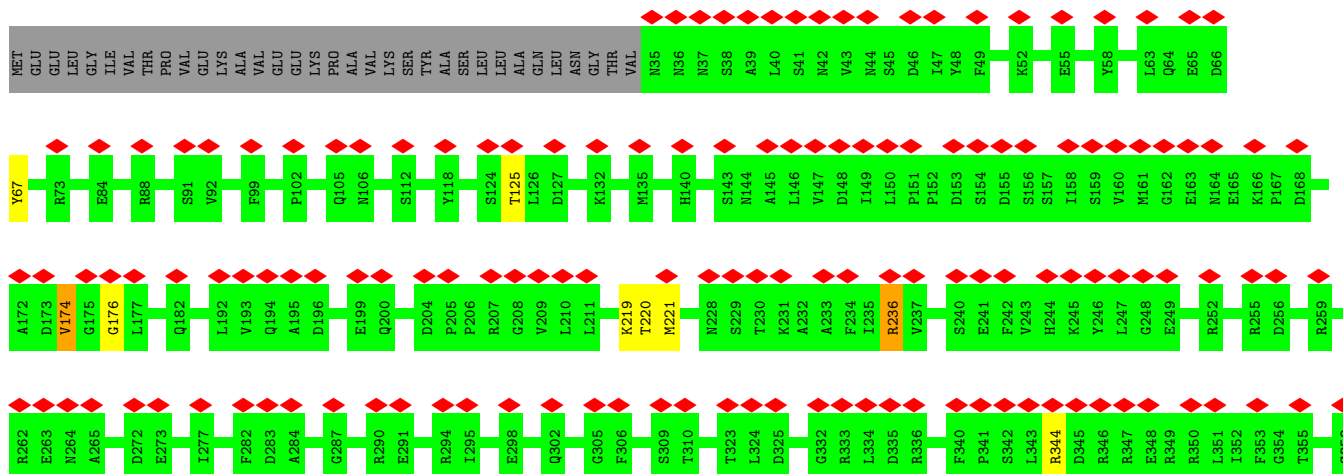 MET GLU GLU LEU GLY ILE VAL THR PRO VAL GLU LYS ALA VAL GLU GLU LYS PRO ALA VAL LYS SER TYR ALA SER LEU LEU ALA GLN LEU ASN GLY THR VAL N35 N36 N37 S38 A39 L40 S41 N42 V43 N44 S45 D46 I47 Y48 F49 K52 E55 Y58 L63 Q64 E65 D66
Y67 R73 E84 R88 S91 V92 F99 P102 Q105 N106 S112 Y118 S124 T125 L126 D127 K132 M135 H140 S143 N144 A145 L146 V147 D148 I149 L150 P151 P152 D153 S154 D155 S156 S157 I158 S159 V160 M161 G162 E163 N164 E165 K166 P167 D168
A172 D173 V174 G175 G176 L177 Q182 L192 V193 Q194 A195 D196 E199 Q200 D204 P205 P206 R207 G208 V209 L210 L211 K219 T220 M221 N228 S229 T230 K231 A232 A233 F234 I235 R236 V237 S240 E241 F242 V243 H244 K245 Y246 L247 G248 E249 R252 R255 D256 R259
R262 E263 N264 A265 D272 E273 I277 F282 D283 A284 G287 R290 E291 R294 I295 E298 Q302 G305 F306 S309 T310 T323 L324 D325 G332 R333 L334 D335 R336 F340 P341 S342 L343 R344 D345 R346 R347 E348 R349 R350 L351 I352 F353 G354 T355